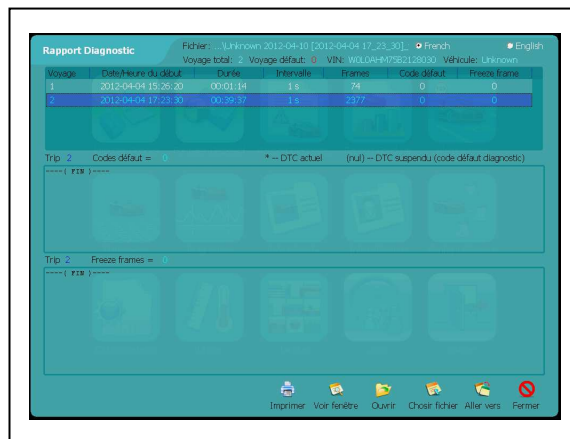 Rapport Diagnostic
Fichier: ...\Unknown 2012-04-10 [2012-04-04 17_23_30]_ French English
Voyage total: 2 Voyage défaut: 0 VIN: W0L0AHM75B2128030 Véhicule: Unknown
Voyage Date/Heure du début Durée Intervalle Frames Code défaut Freeze frame
1 2012-04-04 15:26:20 00:01:14 1 s 74 0 0
2 2012-04-04 17:23:30 00:39:37 1 s 2377 0 0
Trip 2 Codes défaut = 0 * -- DTC actuel (nul) -- DTC suspendu (code défaut diagnostic)
----( FIN )----
Trip 2 Freeze frames = 0
----( FIN )----
Imprimer Voir fenêtre Ouvrir Chosir fichier Aller vers Fermer